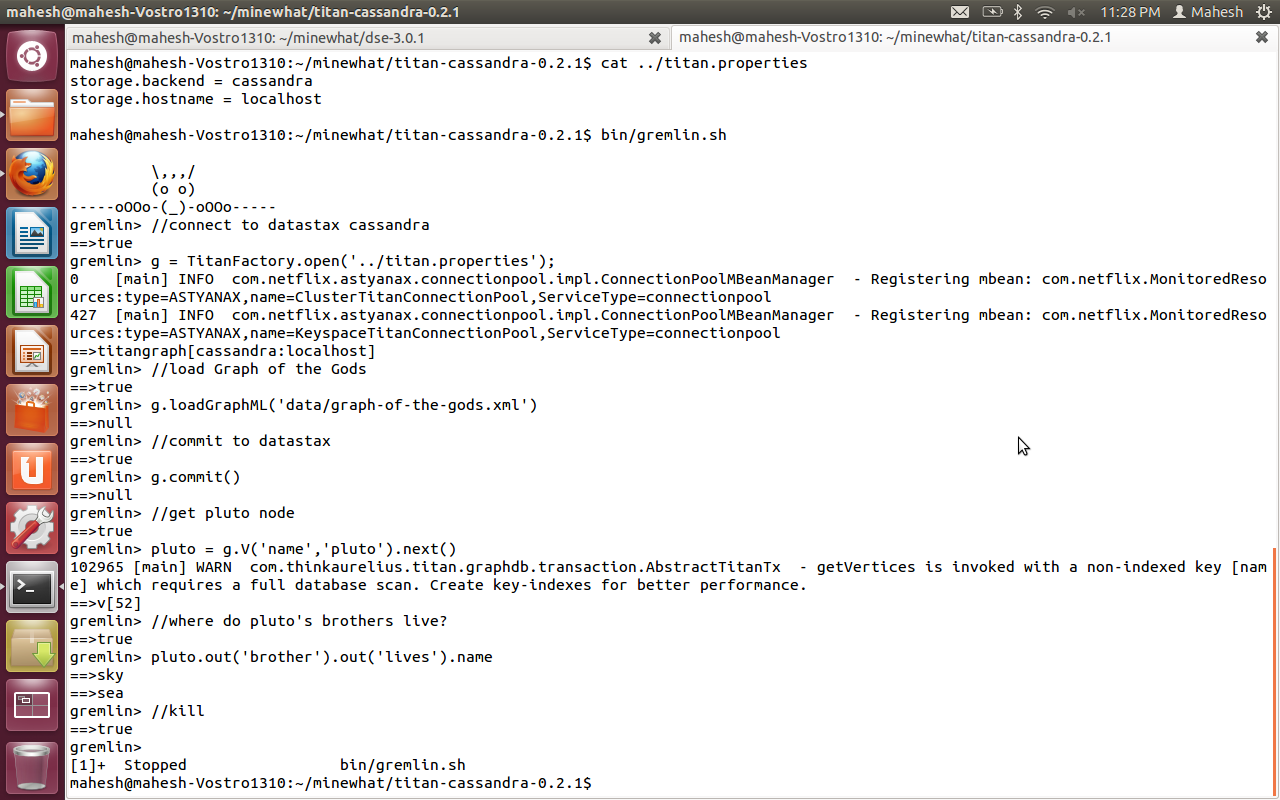 mahesh@mahesh-Vostro1310: ~/minewhat/titan-cassandra-0.2.1
11:28 PM
Mahesh
mahesh@mahesh-Vostro1310: ~/minewhat/dse-3.0.1
mahesh@mahesh-Vostro1310: ~/minewhat/titan-cassandra-0.2.1
mahesh@mahesh-Vostro1310:~/minewhat/titan-cassandra-0.2.1$ cat ../titan.properties
storage.backend = cassandra
storage.hostname = localhost
mahesh@mahesh-Vostro1310:~/minewhat/titan-cassandra-0.2.1$ bin/gremlin.sh
\,,,/
(o o)
-----oOOo-(_)-oOOo-----
gremlin> //connect to datastax cassandra
==>true
gremlin> g = TitanFactory.open('../titan.properties');
0    [main] INFO  com.netflix.astyanax.connectionpool.impl.ConnectionPoolMBeanManager  - Registering mbean: com.netflix.MonitoredReso
urces:type=ASTYANAX,name=ClusterTitanConnectionPool,ServiceType=connectionpool
427  [main] INFO  com.netflix.astyanax.connectionpool.impl.ConnectionPoolMBeanManager  - Registering mbean: com.netflix.MonitoredReso
urces:type=ASTYANAX,name=KeyspaceTitanConnectionPool,ServiceType=connectionpool
==>titangraph[cassandra:localhost]
gremlin> //load Graph of the Gods
==>true
gremlin> g.loadGraphML('data/graph-of-the-gods.xml')
==>null
gremlin> //commit to datastax
==>true
gremlin> g.commit()
==>null
gremlin> //get pluto node
==>true
gremlin> pluto = g.V('name','pluto').next()
102965 [main] WARN  com.thinkaurelius.titan.graphdb.transaction.AbstractTitanTx  - getVertices is invoked with a non-indexed key [nam
e] which requires a full database scan. Create key-indexes for better performance.
==>v[52]
gremlin> //where do pluto's brothers live?
==>true
gremlin> pluto.out('brother').out('lives').name
==>sky
==>sea
gremlin> //kill
==>true
gremlin>
[1]+  Stopped                 bin/gremlin.sh
mahesh@mahesh-Vostro1310:~/minewhat/titan-cassandra-0.2.1$